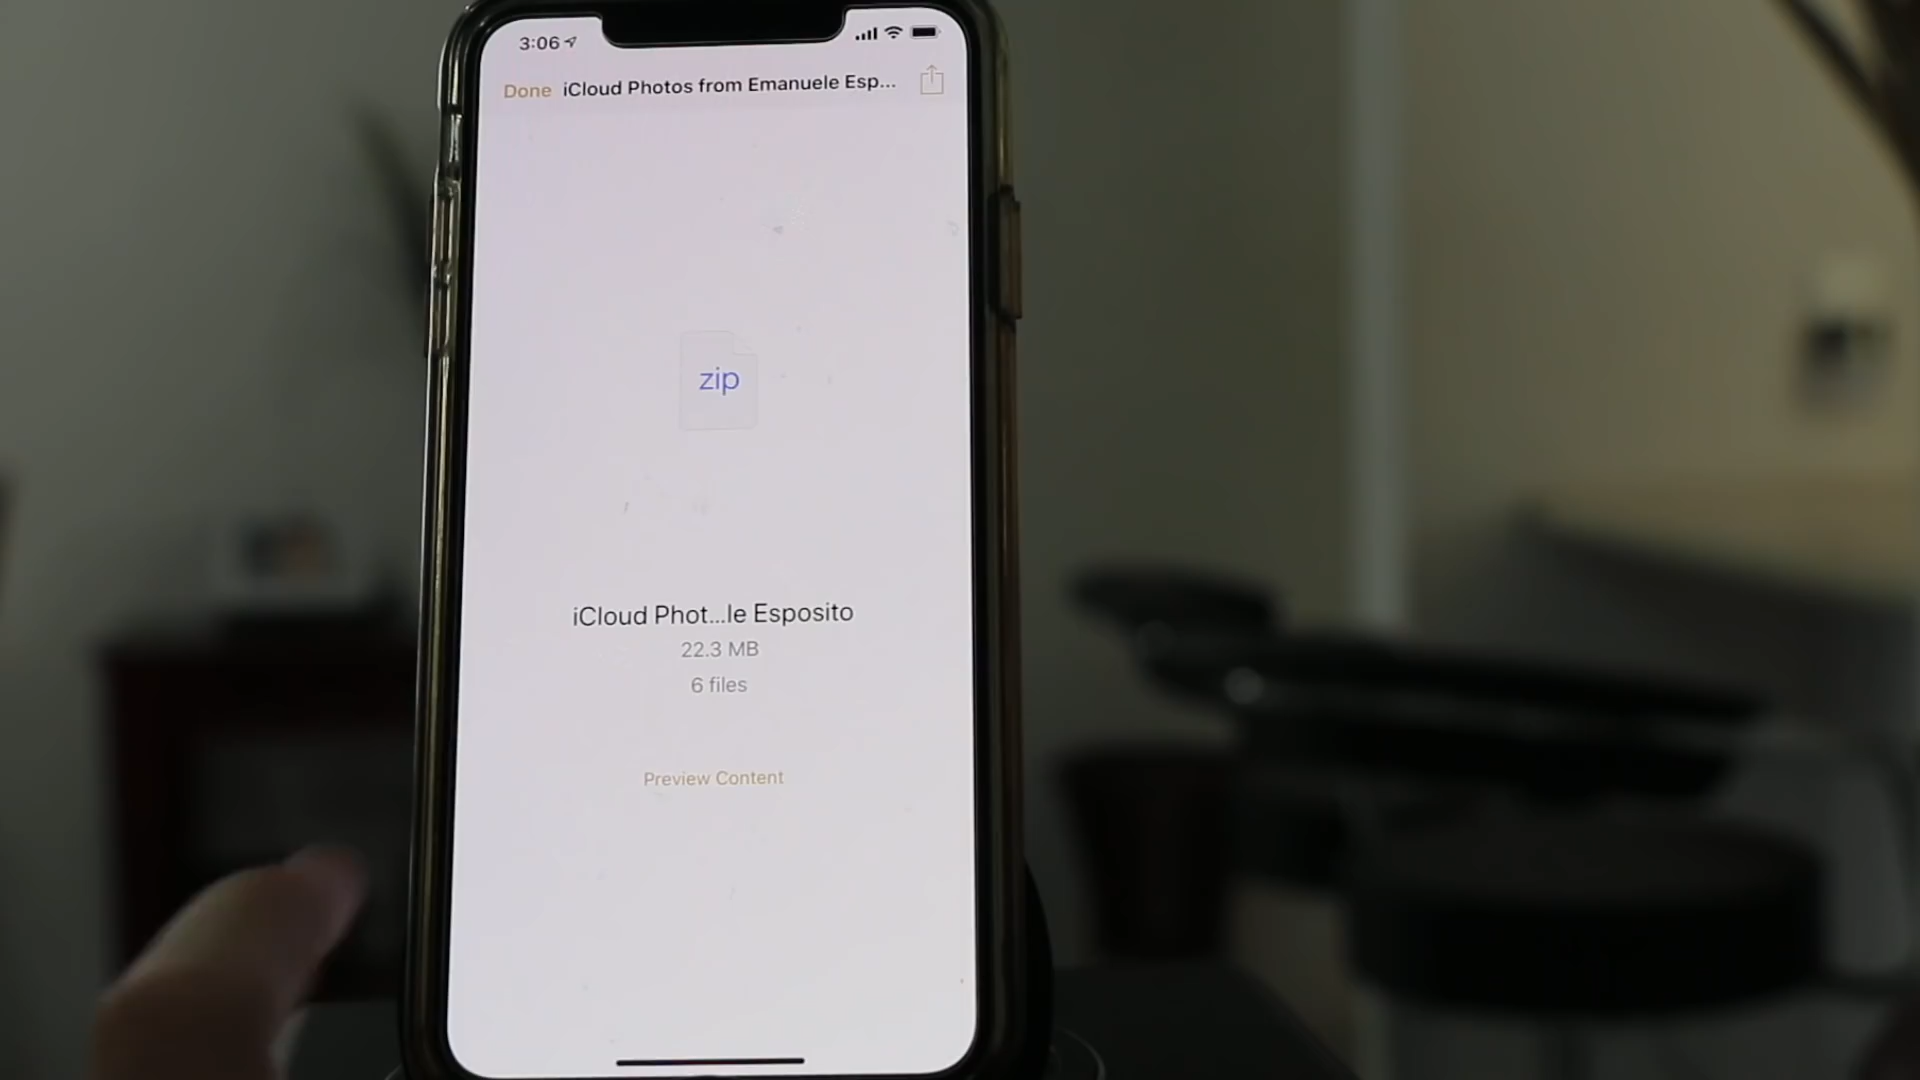 3:06
Done iCloud Photos from Emanuele Esp...
zip
iCloud Phot...le Esposito
22.3 MB
6 files
Preview Content